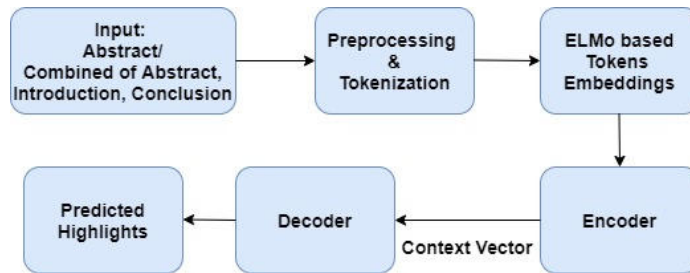 Input:
Abstract/
Combined of Abstract,
Introduction, Conclusion
Preprocessing
&
Tokenization
ELMo based
Tokens
Embeddings
Encoder
Context Vector
Decoder
Predicted
Highlights